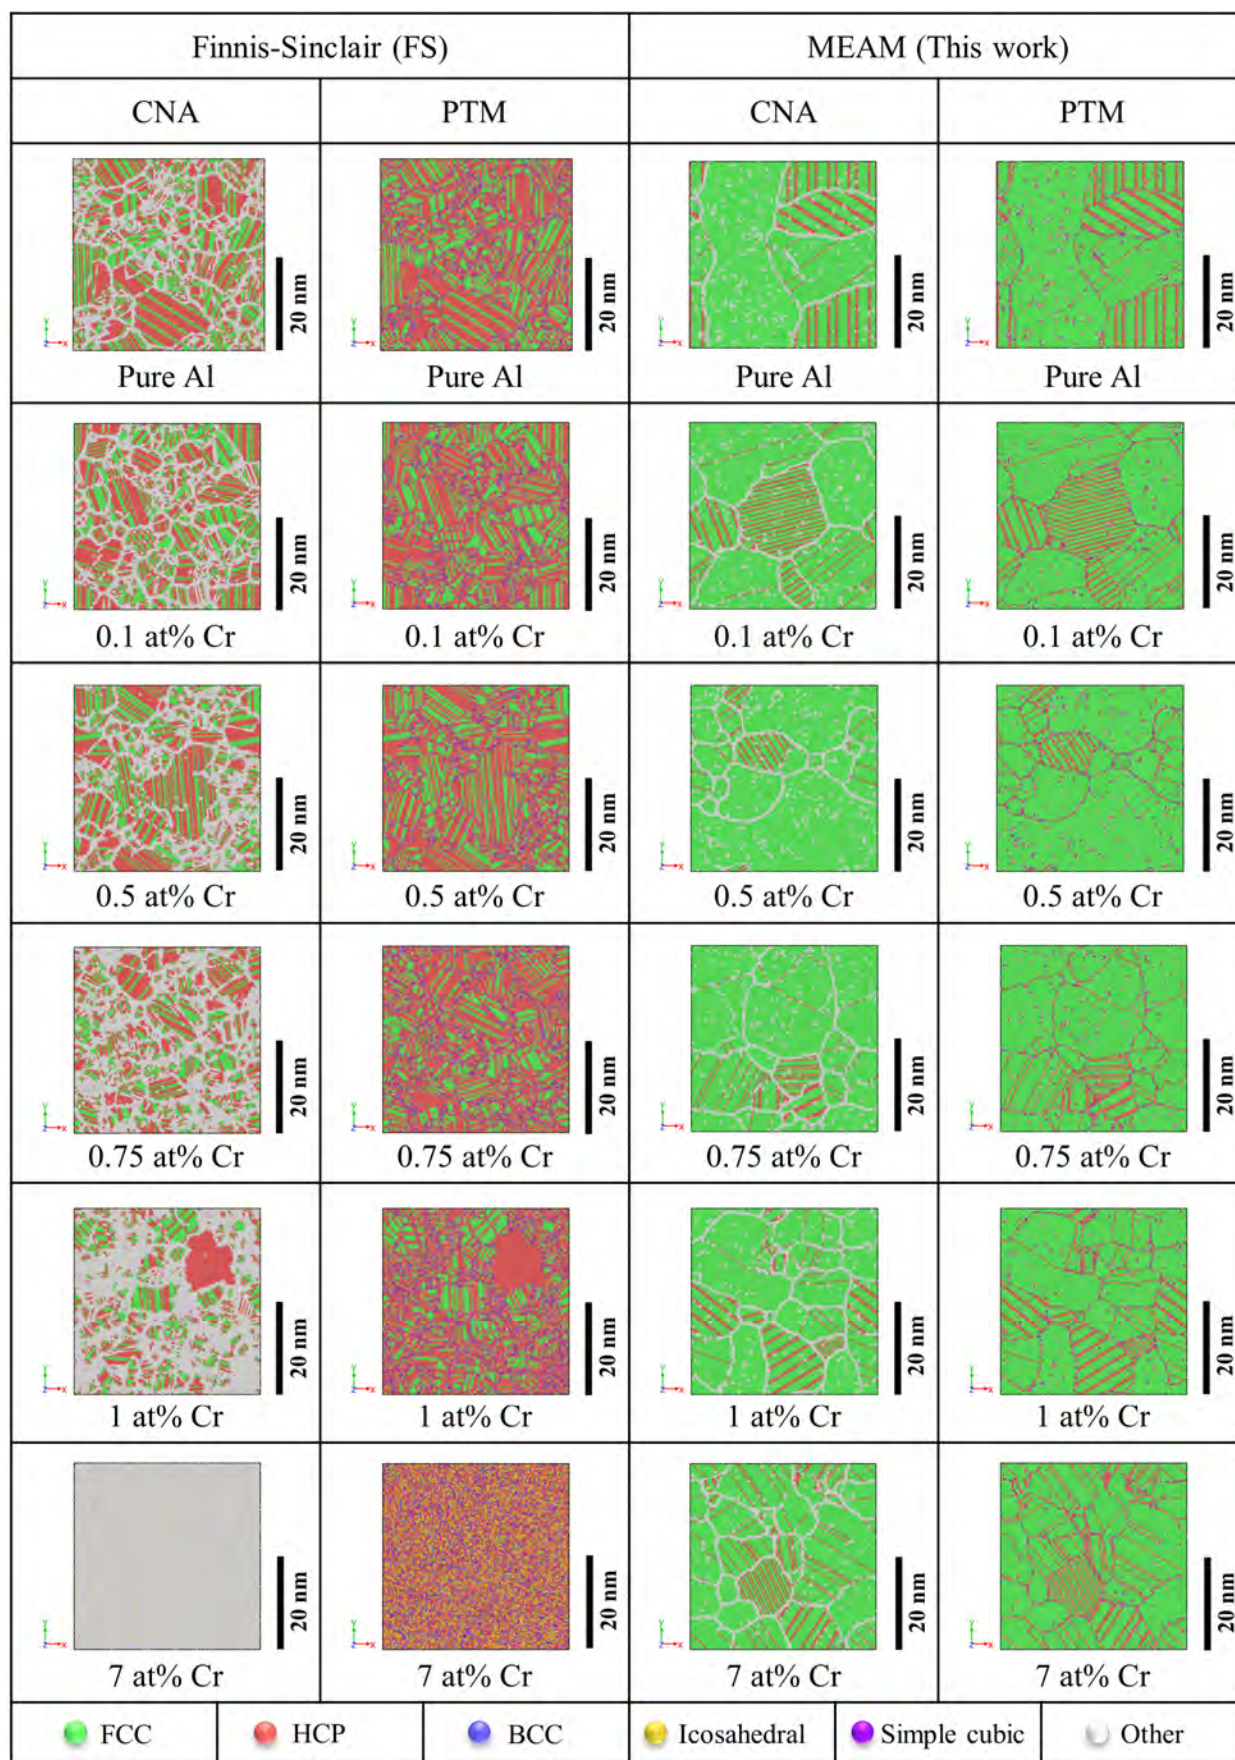 Finnis-Sinclair (FS) MEAM (This work)
CNA PTM CNA PTM
20 nm 20 nm 20 nm 20 nm
Y Z X Y Z X Y Z X Y Z X
Pure Al Pure Al Pure Al Pure Al
20 nm 20 nm 20 nm 20 nm
Y Z X Y Z X Y Z X Y Z X
0.1 at% Cr 0.1 at% Cr 0.1 at% Cr 0.1 at% Cr
20 nm 20 nm 20 nm 20 nm
Y Z X Y Z X Y Z X Y Z X
0.5 at% Cr 0.5 at% Cr 0.5 at% Cr 0.5 at% Cr
20 nm 20 nm 20 nm 20 nm
Y Z X Y Z X Y Z X Y Z X
0.75 at% Cr 0.75 at% Cr 0.75 at% Cr 0.75 at% Cr
20 nm 20 nm 20 nm 20 nm
Y Z X Y Z X Y Z X Y Z X
1 at% Cr 1 at% Cr 1 at% Cr 1 at% Cr
20 nm 20 nm 20 nm 20 nm
Y Z X Y Z X Y Z X Y Z X
7 at% Cr 7 at% Cr 7 at% Cr 7 at% Cr
FCC HCP BCC Icosahedral Simple cubic Other